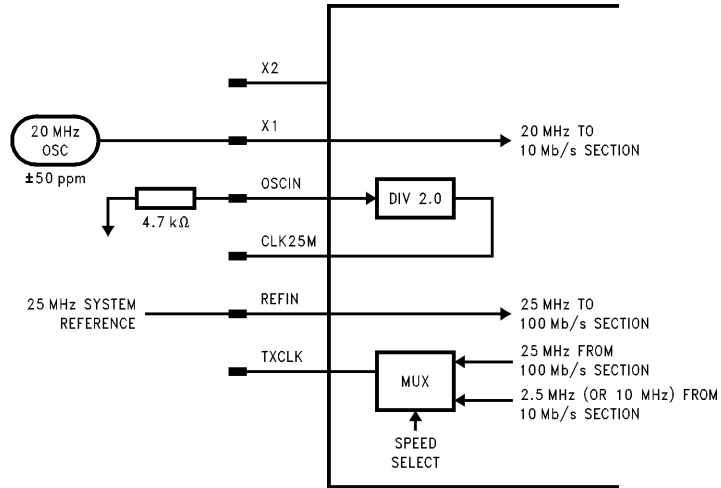 X2
20 MHz
OSC
±50 ppm
X1
20 MHz TO
10 Mb/s SECTION
OSCIN
4.7 kΩ
DIV 2.0
CLK25M
25 MHz SYSTEM
REFERENCE
REFIN
25 MHz TO
100 Mb/s SECTION
TXCLK
MUX
25 MHz FROM
100 Mb/s SECTION
2.5 MHz (OR 10 MHz) FROM
10 Mb/s SECTION
SPEED
SELECT